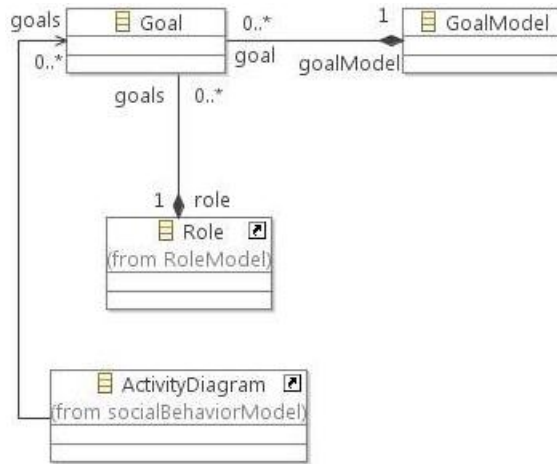 goals
Goal
0..*
1
GoalModel
0..*
goal
goalModel
goals
0..*
1
role
Role
(from RoleModel)
ActivityDiagram
(from socialBehaviorModel)